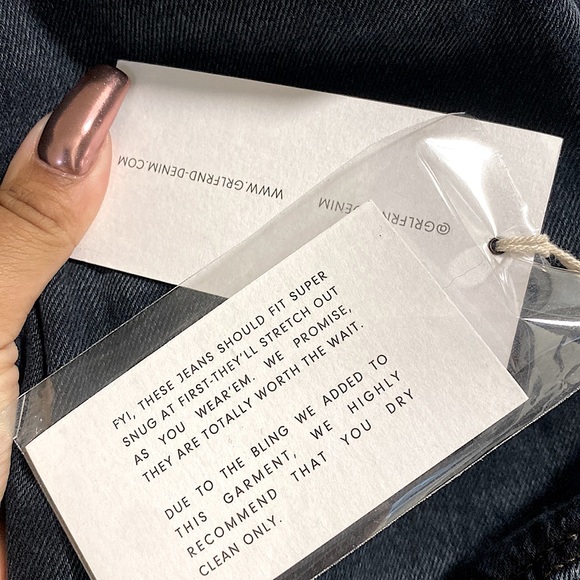 WWW.GRLFRND-DENIM.COM
@GRLFRND-DENIM
FYI, THESE JEANS SHOULD FIT SUPER
SNUG AT FIRST-THEY'LL STRETCH OUT
AS YOU WEAR'EM. WE PROMISE,
THEY ARE TOTALLY WORTH THE WAIT.
DUE TO THE BLING WE ADDED TO
THIS GARMENT, WE HIGHLY
RECOMMEND THAT YOU DRY
CLEAN ONLY.